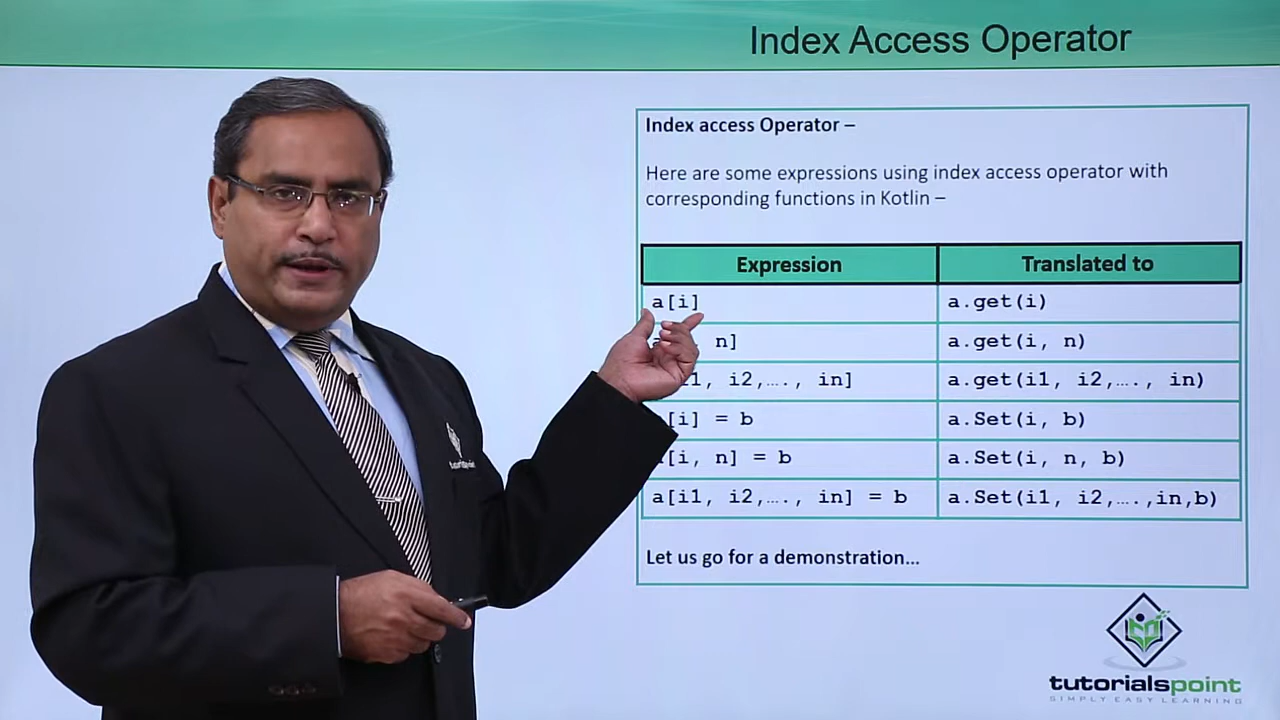 Index Access Operator
Index access Operator –
Here are some expressions using index access operator with
corresponding functions in Kotlin –
Expression Translated to
a[i] a.get(i)
n] a.get(i, n)
i1, i2,…., in] a.get(i1, i2,…., in)
[i] = b a.Set(i, b)
[i, n] = b a.Set(i, n, b)
a[i1, i2,…., in] = b a.Set(i1, i2,….,in,b)
Let us go for a demonstration…
tutorialspoint
SIMPLY EASY LEARNING